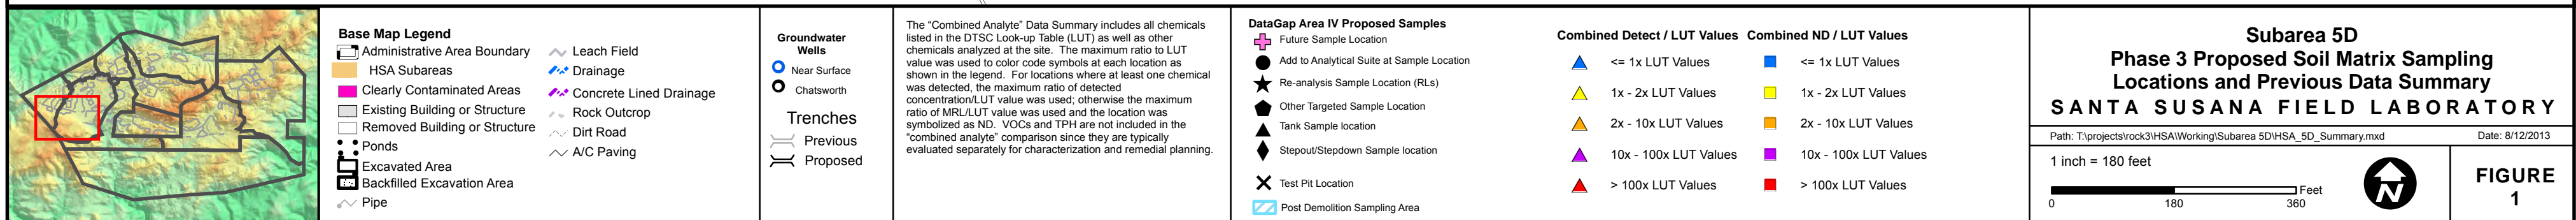 Base Map Legend
Administrative Area Boundary
HSA Subareas
Clearly Contaminated Areas
Existing Building or Structure
Removed Building or Structure
Ponds
Excavated Area
Backfilled Excavation Area
Pipe
Leach Field
Drainage
Concrete Lined Drainage
Rock Outcrop
Dirt Road
A/C Paving
Groundwater
Wells
Near Surface
Chatsworth
Trenches
Previous
Proposed
The “Combined Analyte” Data Summary includes all chemicals
listed in the DTSC Look-up Table (LUT) as well as other
chemicals analyzed at the site. The maximum ratio to LUT
value was used to color code symbols at each location as
shown in the legend. For locations where at least one chemical
was detected, the maximum ratio of detected
concentration/LUT value was used; otherwise the maximum
ratio of MRL/LUT value was used and the location was
symbolized as ND. VOCs and TPH are not included in the
“combined analyte” comparison since they are typically
evaluated separately for characterization and remedial planning.
DataGap Area IV Proposed Samples
Future Sample Location
Add to Analytical Suite at Sample Location
Re-analysis Sample Location (RLs)
Other Targeted Sample Location
Tank Sample location
Stepout/Stepdown Sample location
Test Pit Location
Post Demolition Sampling Area
Combined Detect / LUT Values
<= 1x LUT Values
1x - 2x LUT Values
2x - 10x LUT Values
10x - 100x LUT Values
> 100x LUT Values
Combined ND / LUT Values
<= 1x LUT Values
1x - 2x LUT Values
2x - 10x LUT Values
10x - 100x LUT Values
> 100x LUT Values
Subarea 5D
Phase 3 Proposed Soil Matrix Sampling
Locations and Previous Data Summary
SANTA SUSANA FIELD LABORATORY
Path: T:\projects\rock3\HSA\Working\Subarea 5D\HSA_5D_Summary.mxd Date: 8/12/2013
1 inch = 180 feet
Feet
0 180 360
N
FIGURE
1